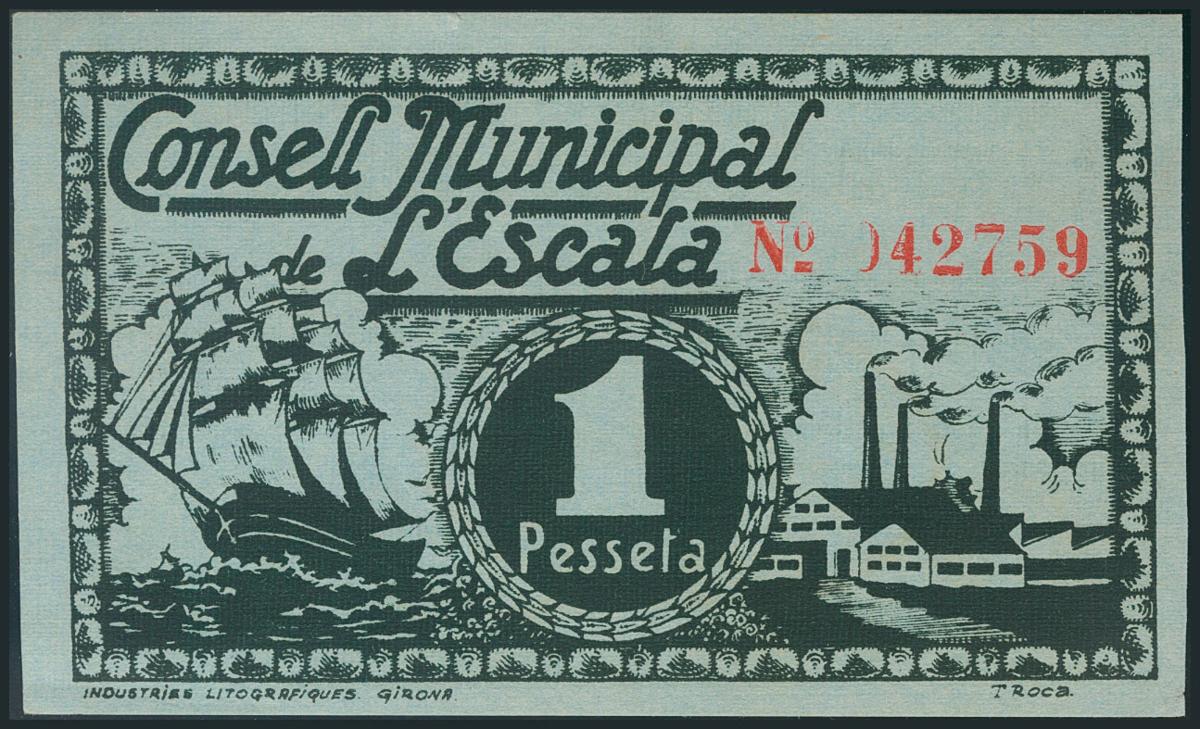 Consell Municipal
de L'Escala
Nº 042759
1
Pesseta
INDUSTRIES LITOGRAFIQUES. GIRONA.
T ROCA.